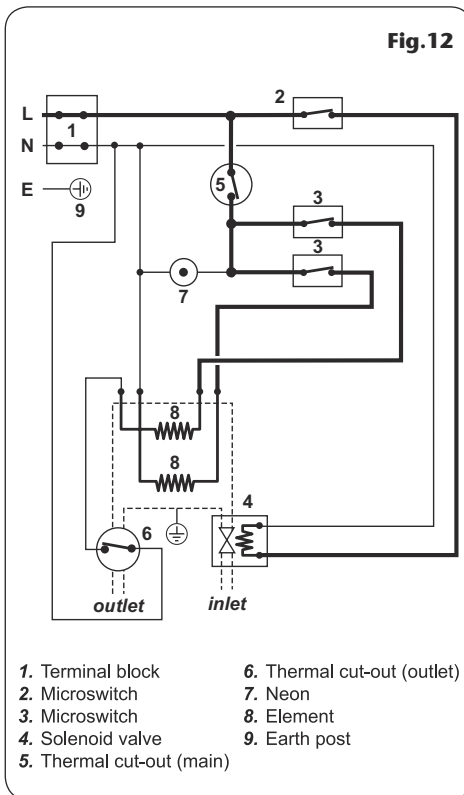 Fig.12
2
L
1
N
5
E
9
3
3
7
8
8
4
6
outlet
inlet
1. Terminal block
2. Microswitch
3. Microswitch
4. Solenoid valve
5. Thermal cut-out (main)
6. Thermal cut-out (outlet)
7. Neon
8. Element
9. Earth post